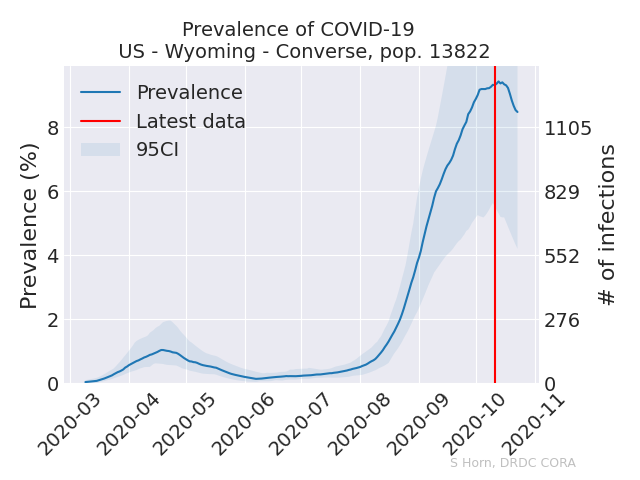 Prevalence of COVID-19
US - Wyoming - Converse, pop. 13822
Prevalence
Latest data
95CI
Prevalence (%)
8
6
4
2
0
1105
829
552
276
0
# of infections
2020-03
2020-04
2020-05
2020-06
2020-07
2020-08
2020-09
2020-10
2020-11
S Horn, DRDC CORA